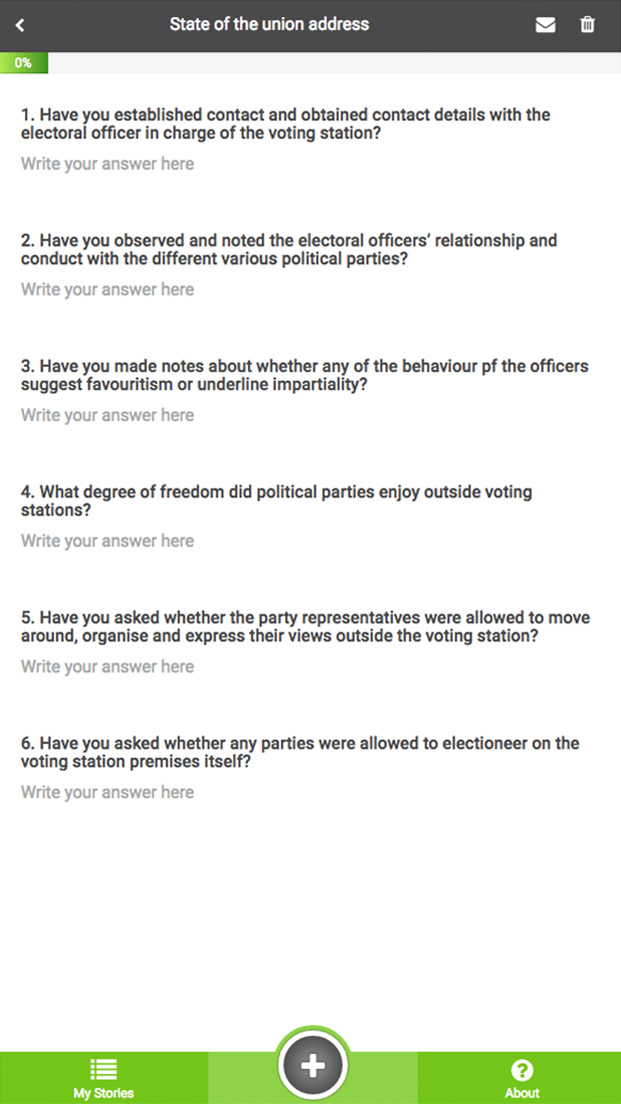 State of the union address
0%
1. Have you established contact and obtained contact details with the
electoral officer in charge of the voting station?
Write your answer here
2. Have you observed and noted the electoral officers’ relationship and
conduct with the different various political parties?
Write your answer here
3. Have you made notes about whether any of the behaviour pf the officers
suggest favouritism or underline impartiality?
Write your answer here
4. What degree of freedom did political parties enjoy outside voting
stations?
Write your answer here
5. Have you asked whether the party representatives were allowed to move
around, organise and express their views outside the voting station?
Write your answer here
6. Have you asked whether any parties were allowed to electioneer on the
voting station premises itself?
Write your answer here
My Stories
About